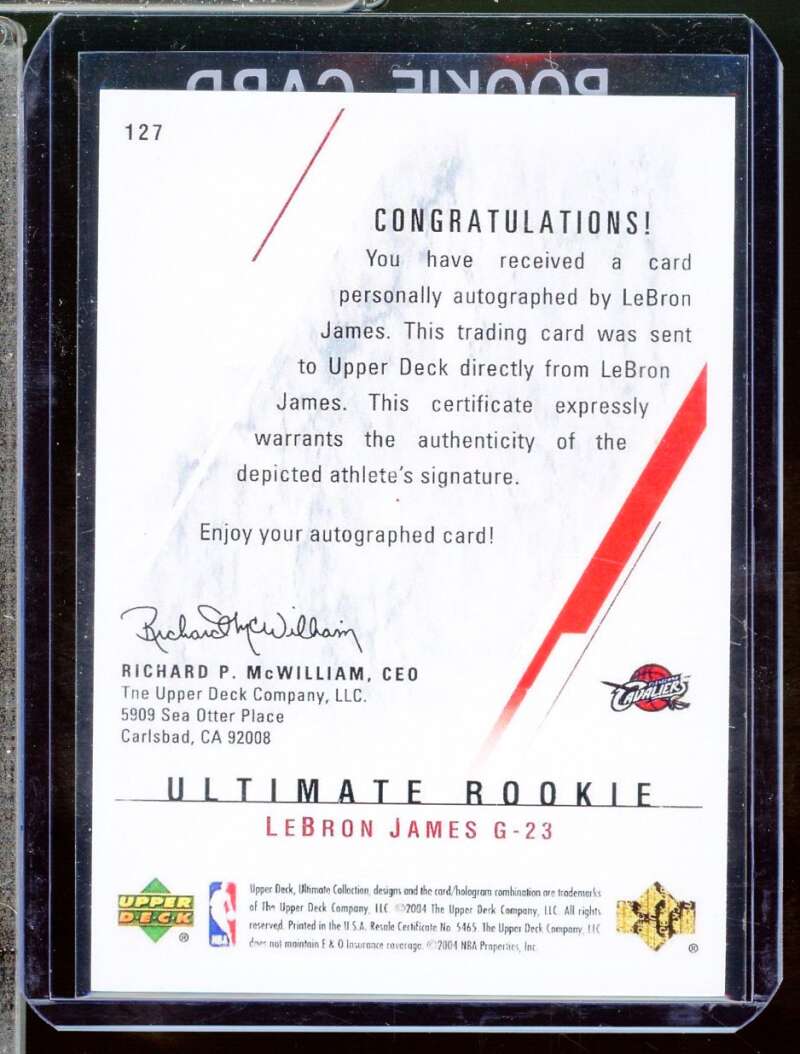 ROOKIE CARD
127
CONGRATULATIONS!
You have received a card
personally autographed by LeBron
James. This trading card was sent
to Upper Deck directly from LeBron
James. This certificate expressly
warrants the authenticity of the
depicted athlete's signature.
Enjoy your autographed card!
Richard McWilliam
RICHARD P. McWILLIAM, CEO
The Upper Deck Company, LLC.
5909 Sea Otter Place
Carlsbad, CA 92008
CAVALIERS
ULTIMATE ROOKIE
LEBRON JAMES G-23
UPPER
DECK
®
NBA
Upper Deck, Ultimate Collection, designs and the card/hologram combination are trademarks
of The Upper Deck Company, LLC. ©2004 The Upper Deck Company, LLC. All rights
reserved. Printed in the U.S.A. Resale Certificate No. 5465. The Upper Deck Company, LLC
does not maintain E & O Insurance coverage. ©2004 NBA Properties, Inc.
®